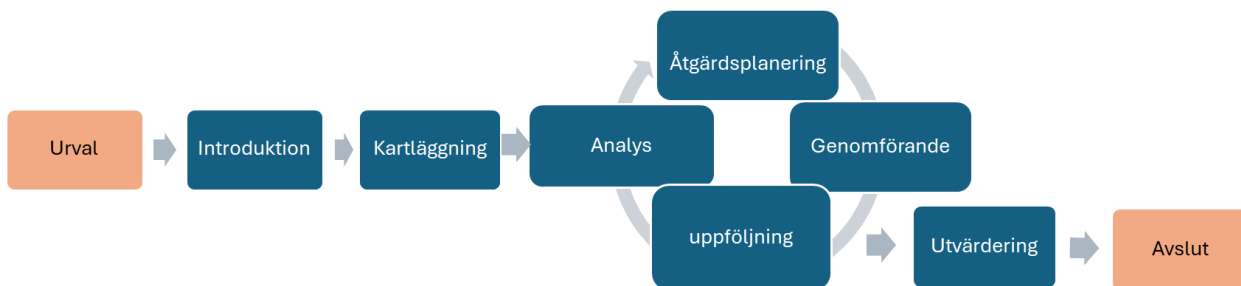 Urval
Introduktion
Kartläggning
Analys
Åtgärdsplanering
Genomförande
uppföljning
Utvärdering
Avslut